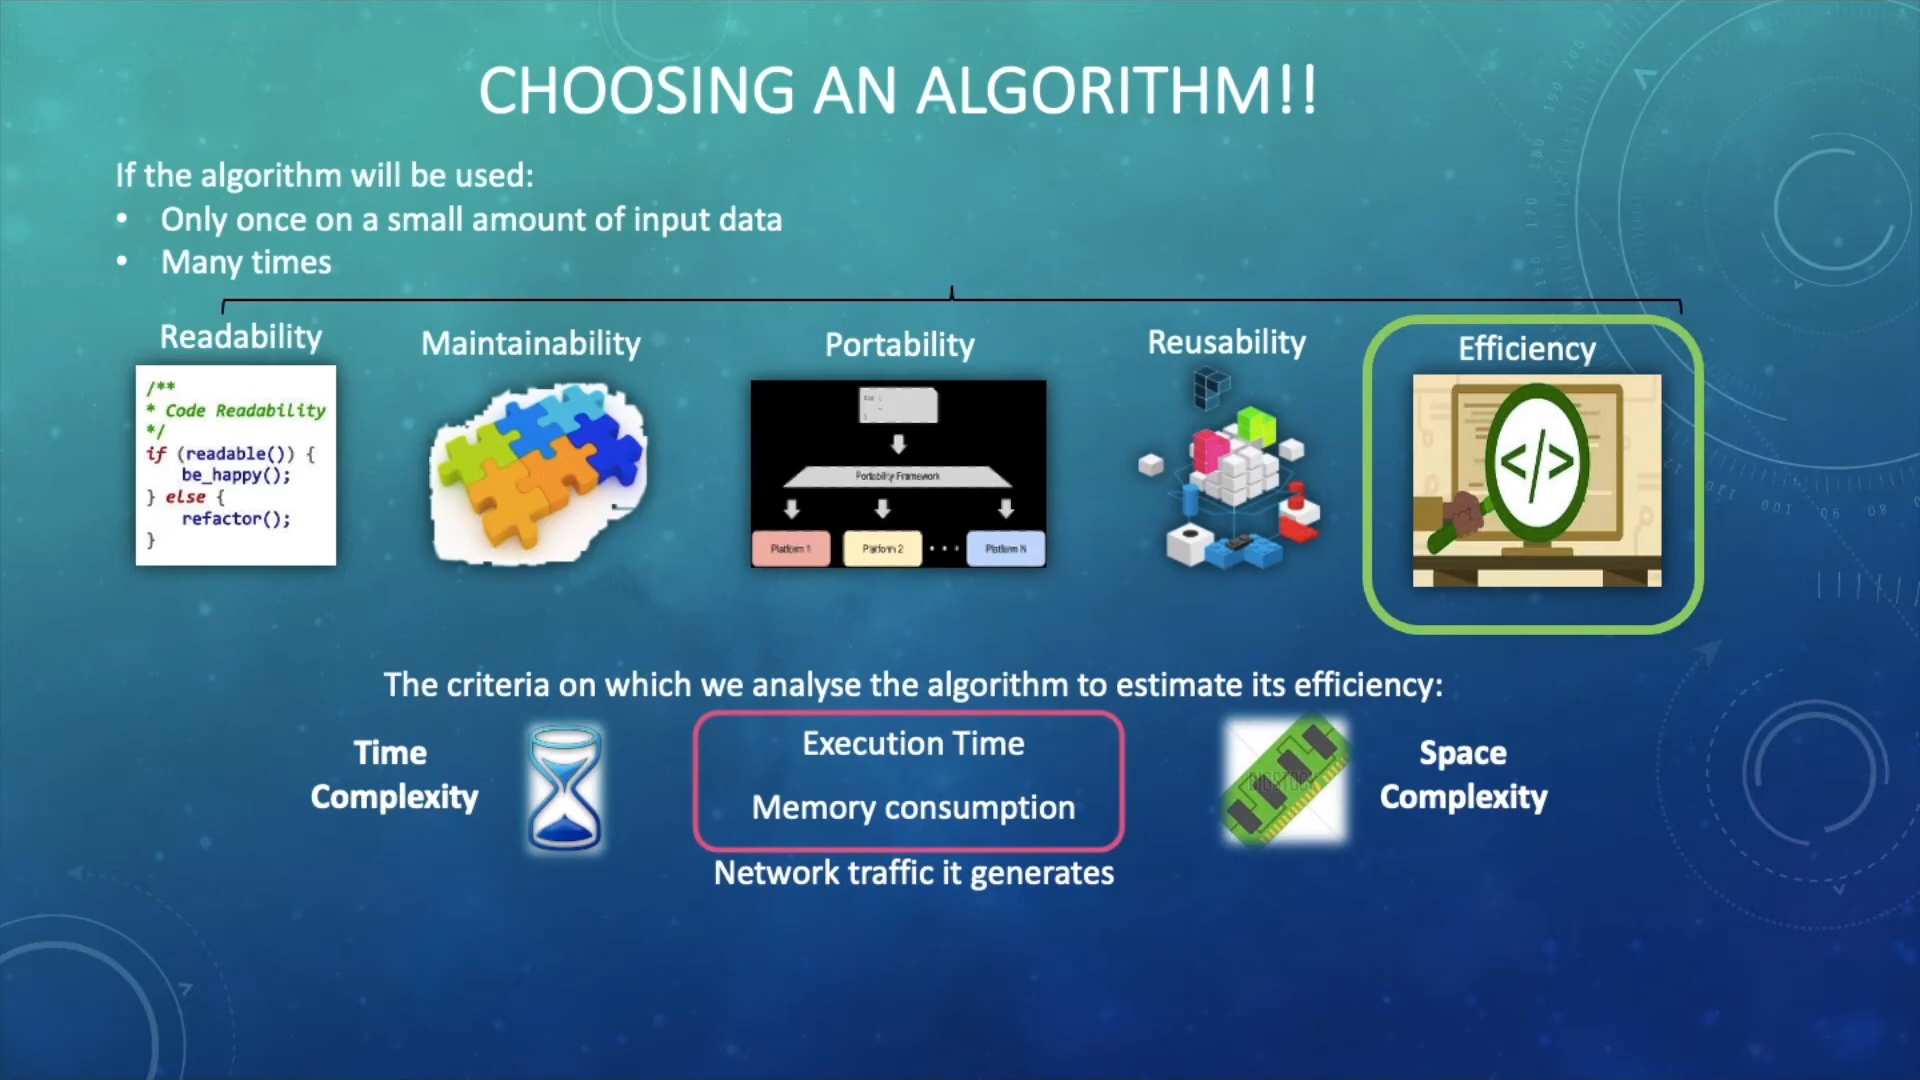 CHOOSING AN ALGORITHM!!
If the algorithm will be used:
• Only once on a small amount of input data
• Many times
Readability
Maintainability
Portability
Reusability
Efficiency
/**
* Code Readability
*/
if (readable()) {
be_happy();
} else {
refactor();
}
Portability Framework
Platform 1
Platform 2
• • •
Platform N
</>
The criteria on which we analyse the algorithm to estimate its efficiency:
Time
Complexity
Execution Time
Memory consumption
Network traffic it generates
BIGSTOCK
Space
Complexity